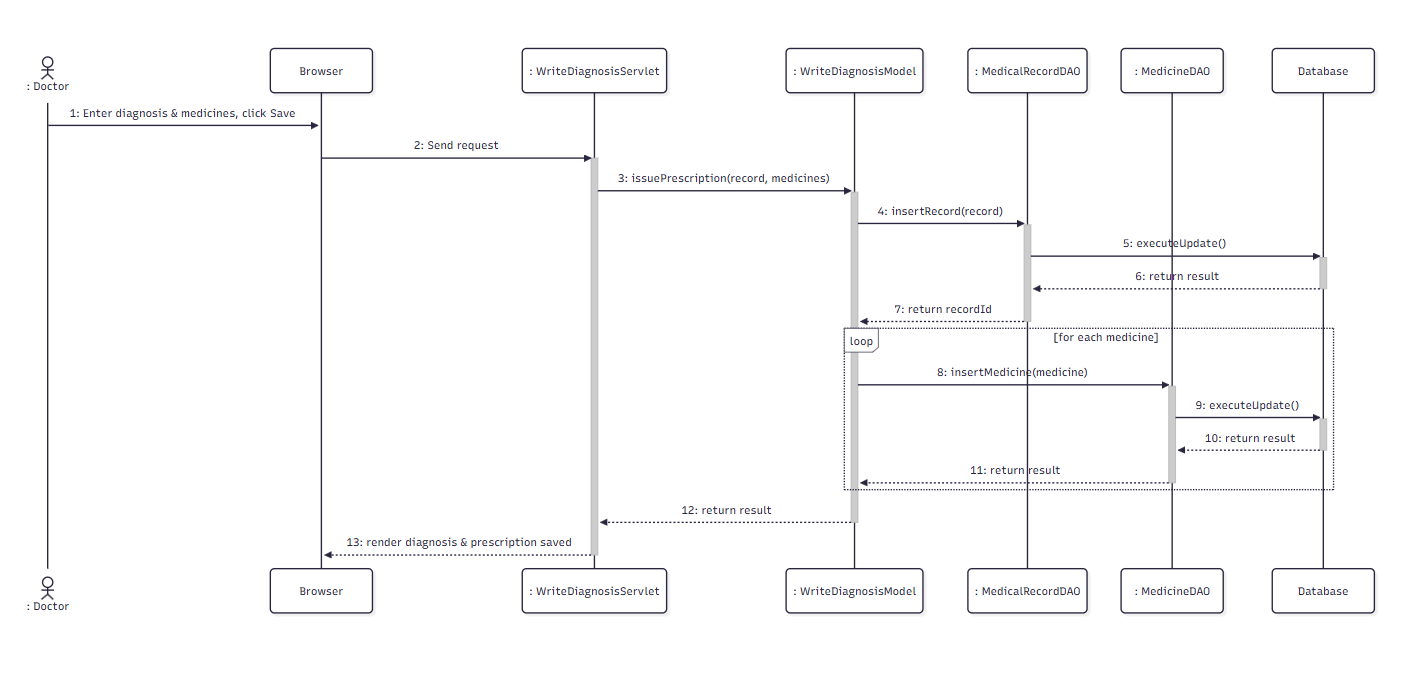 : Doctor
Browser
: WriteDiagnosisServlet
: WriteDiagnosisModel
: MedicalRecordDAO
: MedicineDAO
Database
1: Enter diagnosis & medicines, click Save
2: Send request
3: issuePrescription(record, medicines)
4: insertRecord(record)
5: executeUpdate()
6: return result
7: return recordId
loop
[for each medicine]
8: insertMedicine(medicine)
9: executeUpdate()
10: return result
11: return result
12: return result
13: render diagnosis & prescription saved
: Doctor
Browser
: WriteDiagnosisServlet
: WriteDiagnosisModel
: MedicalRecordDAO
: MedicineDAO
Database